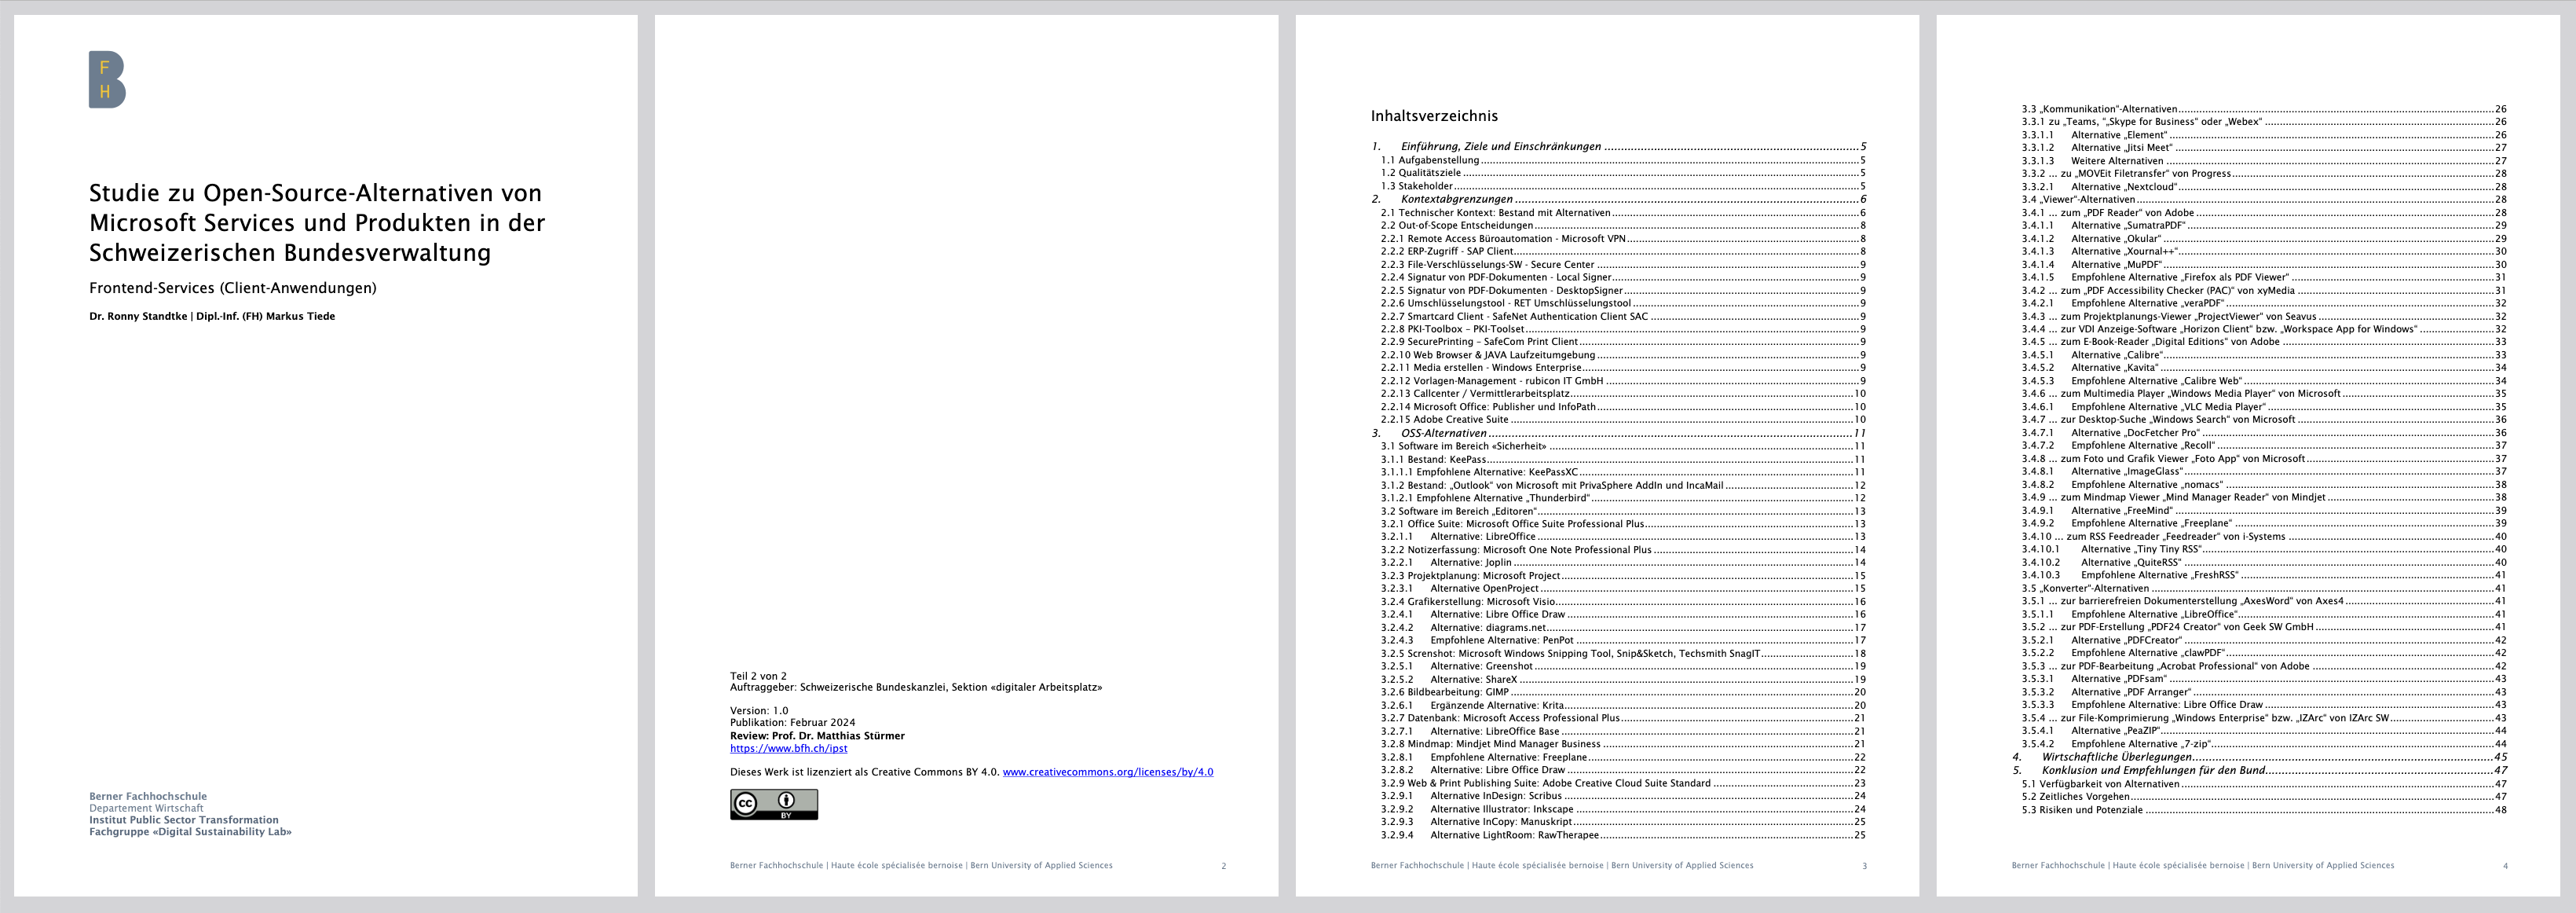 F
H
Studie zu Open-Source-Alternativen von
Microsoft Services und Produkten in der
Schweizerischen Bundesverwaltung
Frontend-Services (Client-Anwendungen)
Dr. Ronny Standtke | Dipl.-Inf. (FH) Markus Tiede
Berner Fachhochschule
Departement Wirtschaft
Institut Public Sector Transformation
Fachgruppe «Digital Sustainability Lab»
Teil 2 von 2
Auftraggeber: Schweizerische Bundeskanzlei, Sektion «digitaler Arbeitsplatz»
Version: 1.0
Publikation: Februar 2024
Review: Prof. Dr. Matthias Stürmer
https://www.bfh.ch/ipst
Dieses Werk ist lizenziert als Creative Commons BY 4.0. www.creativecommons.org/licenses/by/4.0
cc BY
Berner Fachhochschule | Haute école spécialisée bernoise | Bern University of Applied Sciences 2
Inhaltsverzeichnis
1. Einführung, Ziele und Einschränkungen 5
1.1 Aufgabenstellung 5
1.2 Qualitätsziele 5
1.3 Stakeholder 5
2. Kontextabgrenzungen 6
2.1 Technischer Kontext: Bestand mit Alternativen 6
2.2 Out-of-Scope Entscheidungen 8
2.2.1 Remote Access Büroautomation - Microsoft VPN 8
2.2.2 ERP-Zugriff - SAP Client 8
2.2.3 File-Verschlüsselungs-SW - Secure Center 9
2.2.4 Signatur von PDF-Dokumenten - Local Signer 9
2.2.5 Signatur von PDF-Dokumenten - DesktopSigner 9
2.2.6 Umschlüsselungstool - RET Umschlüsselungstool 9
2.2.7 Smartcard Client - SafeNet Authentication Client SAC 9
2.2.8 PKI-Toolbox – PKI-Toolset 9
2.2.9 SecurePrinting – SafeCom Print Client 9
2.2.10 Web Browser & JAVA Laufzeitumgebung 9
2.2.11 Media erstellen - Windows Enterprise 9
2.2.12 Vorlagen-Management - rubicon IT GmbH 9
2.2.13 Callcenter / Vermittlerarbeitsplatz 10
2.2.14 Microsoft Office: Publisher und InfoPath 10
2.2.15 Adobe Creative Suite 10
3. OSS-Alternativen 11
3.1 Software im Bereich «Sicherheit» 11
3.1.1 Bestand: KeePass 11
3.1.1.1 Empfohlene Alternative: KeePassXC 11
3.1.2 Bestand: „Outlook“ von Microsoft mit PrivaSphere AddIn und IncaMail 12
3.1.2.1 Empfohlene Alternative „Thunderbird“ 12
3.2 Software im Bereich „Editoren“ 13
3.2.1 Office Suite: Microsoft Office Suite Professional Plus 13
3.2.1.1 Alternative: LibreOffice 13
3.2.2 Notizerfassung: Microsoft One Note Professional Plus 14
3.2.2.1 Alternative: Joplin 14
3.2.3 Projektplanung: Microsoft Project 15
3.2.3.1 Alternative OpenProject 15
3.2.4 Grafikerstellung: Microsoft Visio 16
3.2.4.1 Alternative: Libre Office Draw 16
3.2.4.2 Alternative: diagrams.net 17
3.2.4.3 Empfohlene Alternative: PenPot 17
3.2.5 Screnshot: Microsoft Windows Snipping Tool, Snip&Sketch, Techsmith SnagIT 18
3.2.5.1 Alternative: Greenshot 19
3.2.5.2 Alternative: ShareX 19
3.2.6 Bildbearbeitung: GIMP 20
3.2.6.1 Ergänzende Alternative: Krita 20
3.2.7 Datenbank: Microsoft Access Professional Plus 21
3.2.7.1 Alternative: LibreOffice Base 21
3.2.8 Mindmap: Mindjet Mind Manager Business 21
3.2.8.1 Empfohlene Alternative: Freeplane 22
3.2.8.2 Alternative: Libre Office Draw 22
3.2.9 Web & Print Publishing Suite: Adobe Creative Cloud Suite Standard 23
3.2.9.1 Alternative InDesign: Scribus 24
3.2.9.2 Alternative Illustrator: Inkscape 24
3.2.9.3 Alternative InCopy: Manuskript 25
3.2.9.4 Alternative LightRoom: RawTherapee 25
Berner Fachhochschule | Haute école spécialisée bernoise | Bern University of Applied Sciences 3
3.3 „Kommunikation“-Alternativen 26
3.3.1 zu „Teams, “„Skype for Business“ oder „Webex“ 26
3.3.1.1 Alternative „Element“ 26
3.3.1.2 Alternative „Jitsi Meet“ 27
3.3.1.3 Weitere Alternativen 27
3.3.2 ... zu „MOVEit Filetransfer“ von Progress 28
3.3.2.1 Alternative „Nextcloud“ 28
3.4 „Viewer“-Alternativen 28
3.4.1 ... zum „PDF Reader“ von Adobe 28
3.4.1.1 Alternative „SumatraPDF“ 29
3.4.1.2 Alternative „Okular“ 29
3.4.1.3 Alternative „Xournal++“ 30
3.4.1.4 Alternative „MuPDF“ 30
3.4.1.5 Empfohlene Alternative „Firefox als PDF Viewer“ 31
3.4.2 ... zum „PDF Accessibility Checker (PAC)“ von xyMedia 31
3.4.2.1 Empfohlene Alternative „veraPDF“ 32
3.4.3 ... zum Projektplanungs-Viewer „ProjectViewer“ von Seavus 32
3.4.4 ... zur VDI Anzeige-Software „Horizon Client“ bzw. „Workspace App for Windows“ 32
3.4.5 ... zum E-Book-Reader „Digital Editions“ von Adobe 33
3.4.5.1 Alternative „Calibre“ 33
3.4.5.2 Alternative „Kavita“ 34
3.4.5.3 Empfohlene Alternative „Calibre Web“ 34
3.4.6 ... zum Multimedia Player „Windows Media Player“ von Microsoft 35
3.4.6.1 Empfohlene Alternative „VLC Media Player“ 35
3.4.7 ... zur Desktop-Suche „Windows Search“ von Microsoft 36
3.4.7.1 Alternative „DocFetcher Pro“ 36
3.4.7.2 Empfohlene Alternative „Recoll“ 37
3.4.8 ... zum Foto und Grafik Viewer „Foto App“ von Microsoft 37
3.4.8.1 Alternative „ImageGlass“ 37
3.4.8.2 Empfohlene Alternative „nomacs“ 38
3.4.9 ... zum Mindmap Viewer „Mind Manager Reader“ von Mindjet 38
3.4.9.1 Alternative „FreeMind“ 39
3.4.9.2 Empfohlene Alternative „Freeplane“ 39
3.4.10 ... zum RSS Feedreader „Feedreader“ von i-Systems 40
3.4.10.1 Alternative „Tiny Tiny RSS“ 40
3.4.10.2 Alternative „QuiteRSS“ 40
3.4.10.3 Empfohlene Alternative „FreshRSS“ 41
3.5 „Konverter“-Alternativen 41
3.5.1 ... zur barrierefreien Dokumenterstellung „AxesWord“ von Axes4 41
3.5.1.1 Empfohlene Alternative „LibreOffice“ 41
3.5.2 ... zur PDF-Erstellung „PDF24 Creator“ von Geek SW GmbH 41
3.5.2.1 Alternative „PDFCreator“ 42
3.5.2.2 Empfohlene Alternative „clawPDF“ 42
3.5.3 ... zur PDF-Bearbeitung „Acrobat Professional“ von Adobe 42
3.5.3.1 Alternative „PDFsam“ 43
3.5.3.2 Alternative „PDF Arranger“ 43
3.5.3.3 Empfohlene Alternative: Libre Office Draw 43
3.5.4 ... zur File-Komprimierung „Windows Enterprise“ bzw. „IZArc“ von IZArc SW 43
3.5.4.1 Alternative „PeaZIP“ 44
3.5.4.2 Empfohlene Alternative „7-zip“ 44
4. Wirtschaftliche Überlegungen 45
5. Konklusion und Empfehlungen für den Bund 47
5.1 Verfügbarkeit von Alternativen 47
5.2 Zeitliches Vorgehen 47
5.3 Risiken und Potenziale 48
Berner Fachhochschule | Haute école spécialisée bernoise | Bern University of Applied Sciences 4